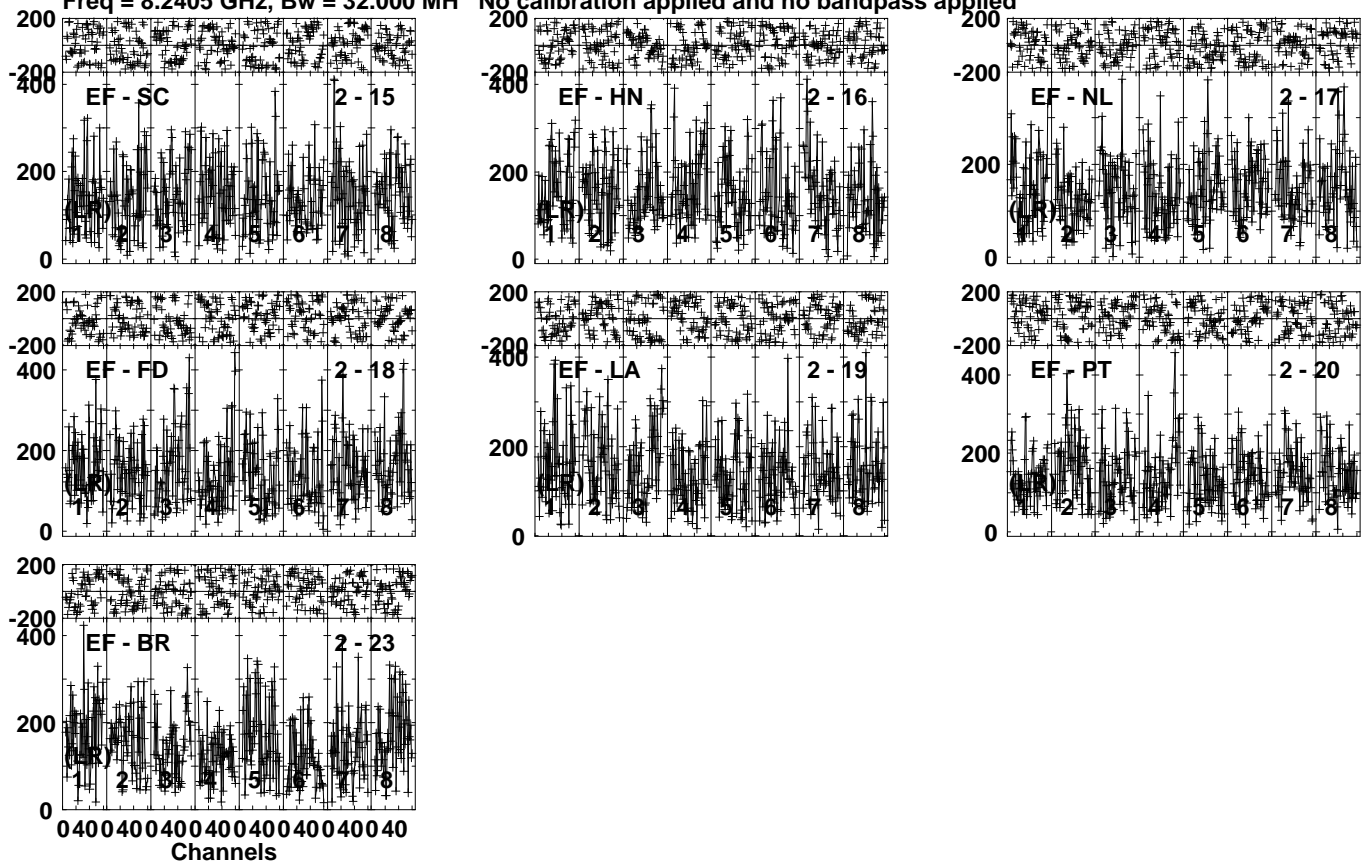 Freq = 8.2405 GHz, Bw = 32.000 MH No calibration applied and no bandpass applied
200 200 200
-200 -200 -200
400 EF - SC 2 - 15 400 EF - HN 2 - 16 400 EF - NL 2 - 17
200 200 200
(LR) (LR) (LR)
1 2 3 4 5 6 7 8 1 2 3 4 5 6 7 8 1 2 3 4 5 6 7 8
0 0 0
200 200 200
-200 -200 -200
400 EF - FD 2 - 18 400 EF - LA 2 - 19 400 EF - PT 2 - 20
200 200 200
(LR) (LR) (LR)
1 2 3 4 5 6 7 8 1 2 3 4 5 6 7 8 1 2 3 4 5 6 7 8
0 0 0
200
-200
400 EF - BR 2 - 23
200
(LR)
1 2 3 4 5 6 7 8
0
0 40 0 40 0 40 0 40 0 40 0 40 0 40 0 40
Channels